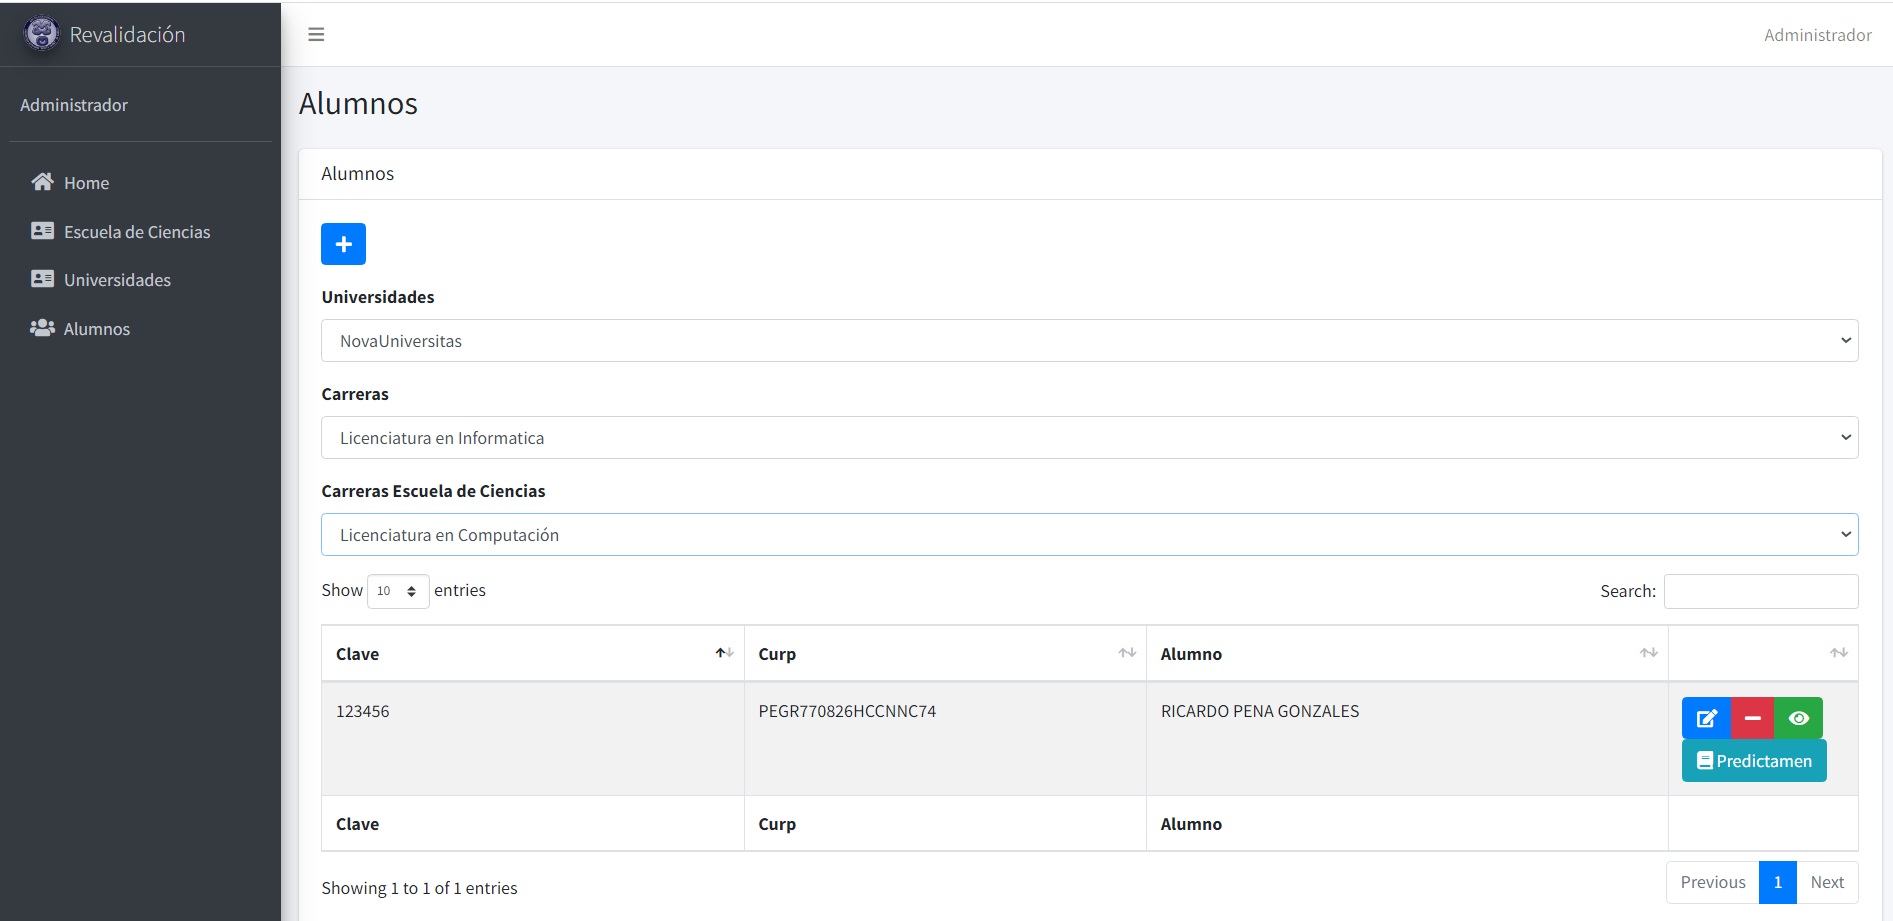 Revalidación
Administrador
Administrador
Home
Escuela de Ciencias
Universidades
Alumnos
Alumnos
Alumnos
Universidades
NovaUniversitas
Carreras
Licenciatura en Informatica
Carreras Escuela de Ciencias
Licenciatura en Computación
Show 10 entries Search:
Clave Curp Alumno
123456 PEGR770826HCCNNC74 RICARDO PENA GONZALES
Predictamen
Clave Curp Alumno
Showing 1 to 1 of 1 entries Previous 1 Next